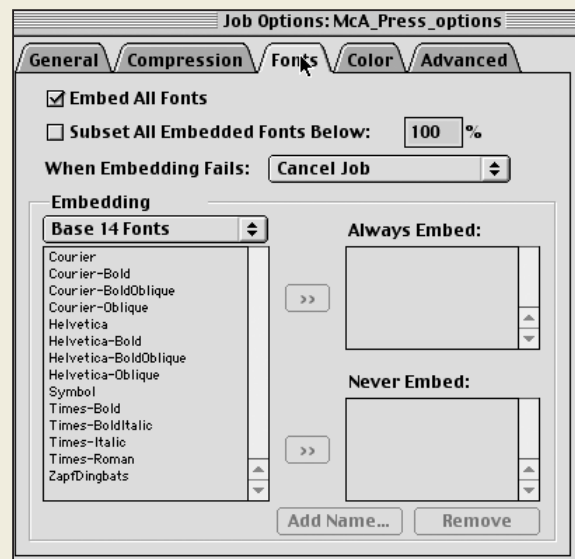 Job Options: McA_Press_options
General Compression Fonts Color Advanced
Embed All Fonts
Subset All Embedded Fonts Below: 100 %
When Embedding Fails: Cancel Job
Embedding
Base 14 Fonts
Always Embed:
Courier
Courier-Bold
Courier-BoldOblique
Courier-Oblique
Helvetica
Helvetica-Bold
Helvetica-BoldOblique
Helvetica-Oblique
Symbol
Times-Bold
Times-BoldItalic
Times-Italic
Times-Roman
ZapfDingbats
>>
Never Embed:
>>
Add Name... Remove